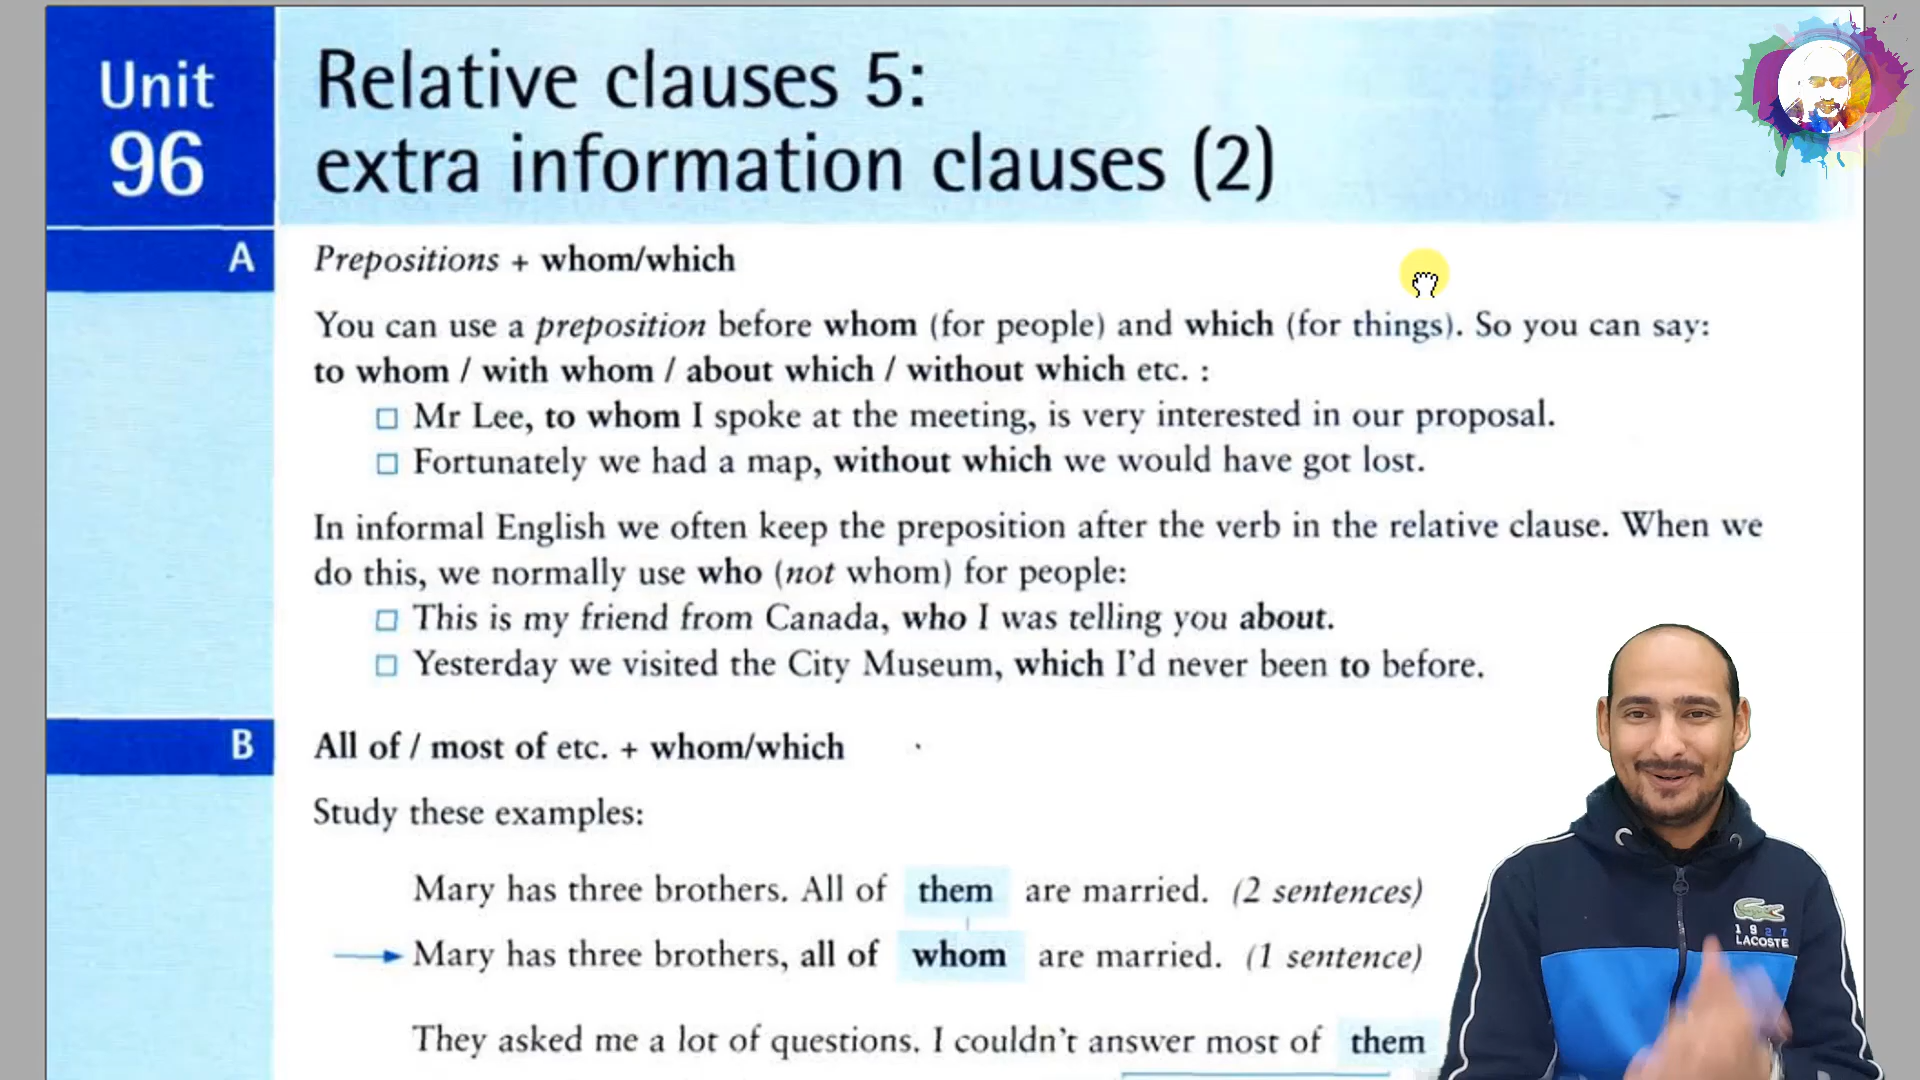 Unit
96
Relative clauses 5:
extra information clauses (2)
A
Prepositions + whom/which
You can use a preposition before whom (for people) and which (for things). So you can say:
to whom / with whom / about which / without which etc. :
Mr Lee, to whom I spoke at the meeting, is very interested in our proposal.
Fortunately we had a map, without which we would have got lost.
In informal English we often keep the preposition after the verb in the relative clause. When we
do this, we normally use who (not whom) for people:
This is my friend from Canada, who I was telling you about.
Yesterday we visited the City Museum, which I'd never been to before.
B
All of / most of etc. + whom/which
Study these examples:
Mary has three brothers. All of them are married. (2 sentences)
Mary has three brothers, all of whom are married. (1 sentence)
They asked me a lot of questions. I couldn't answer most of them
1927
LACOSTE